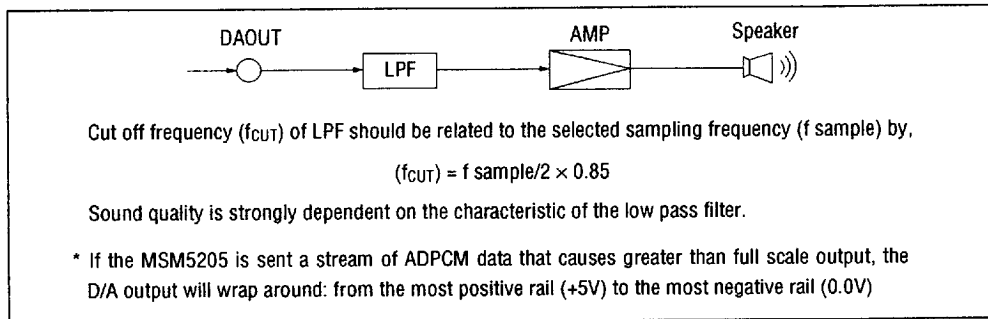 DAOUT
LPF
AMP
Speaker
Cut off frequency (fCUT) of LPF should be related to the selected sampling frequency (f sample) by,
(fCUT) = f sample/2 × 0.85
Sound quality is strongly dependent on the characteristic of the low pass filter.
* If the MSM5205 is sent a stream of ADPCM data that causes greater than full scale output, the
D/A output will wrap around: from the most positive rail (+5V) to the most negative rail (0.0V)